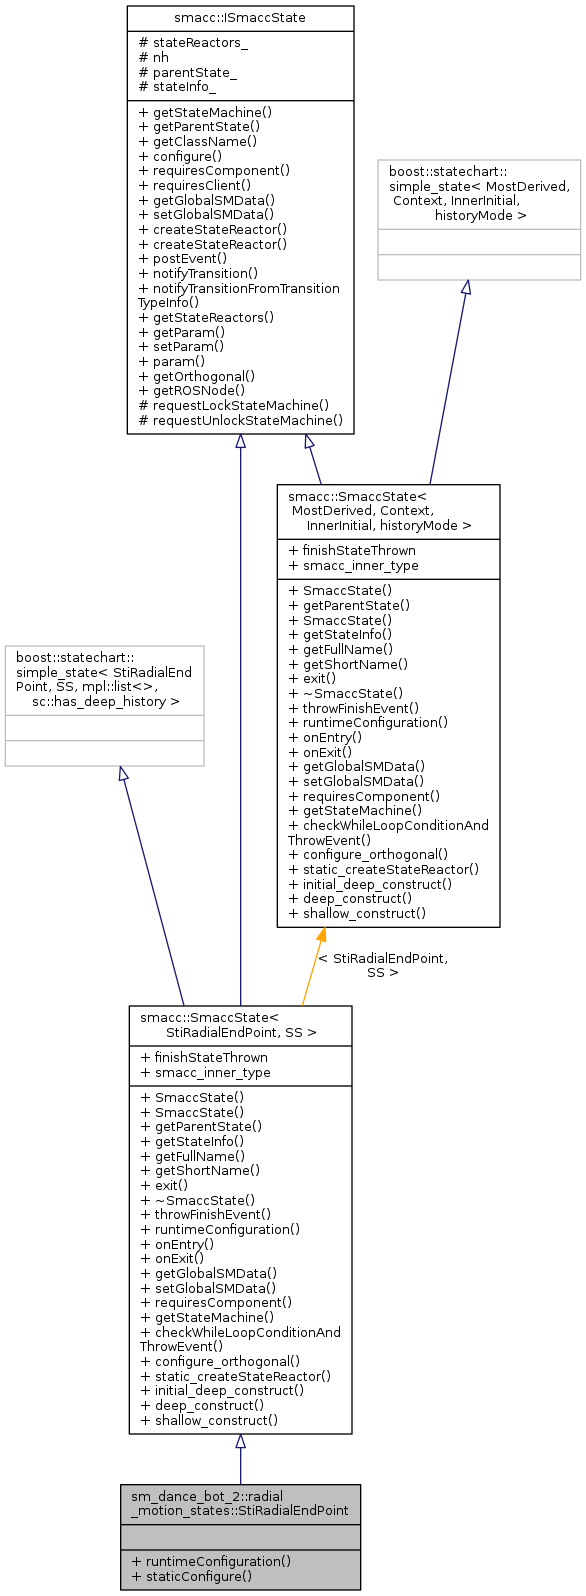 smacc::ISmaccState
# stateReactors_
# nh
# parentState_
# stateInfo_
+ getStateMachine()
+ getParentState()
+ getClassName()
+ configure()
+ requiresComponent()
+ requiresClient()
+ getGlobalSMData()
+ setGlobalSMData()
+ createStateReactor()
+ createStateReactor()
+ postEvent()
+ notifyTransition()
+ notifyTransitionFromTransition
TypeInfo()
+ getStateReactors()
+ getParam()
+ setParam()
+ param()
+ getOrthogonal()
+ getROSNode()
# requestLockStateMachine()
# requestUnlockStateMachine()
boost::statechart::
simple_state< MostDerived,
Context, InnerInitial,
historyMode >
smacc::SmaccState<
MostDerived, Context,
InnerInitial, historyMode >
+ finishStateThrown
+ smacc_inner_type
+ SmaccState()
+ getParentState()
+ SmaccState()
+ getStateInfo()
+ getFullName()
+ getShortName()
+ exit()
+ ~SmaccState()
+ throwFinishEvent()
+ runtimeConfiguration()
+ onEntry()
+ onExit()
+ getGlobalSMData()
+ setGlobalSMData()
+ requiresComponent()
+ getStateMachine()
+ checkWhileLoopConditionAnd
ThrowEvent()
+ configure_orthogonal()
+ static_createStateReactor()
+ initial_deep_construct()
+ deep_construct()
+ shallow_construct()
boost::statechart::
simple_state< StiRadialEnd
Point, SS, mpl::list<>,
sc::has_deep_history >
< StiRadialEndPoint,
SS >
smacc::SmaccState<
StiRadialEndPoint, SS >
+ finishStateThrown
+ smacc_inner_type
+ SmaccState()
+ SmaccState()
+ getParentState()
+ getStateInfo()
+ getFullName()
+ getShortName()
+ exit()
+ ~SmaccState()
+ throwFinishEvent()
+ runtimeConfiguration()
+ onEntry()
+ onExit()
+ getGlobalSMData()
+ setGlobalSMData()
+ requiresComponent()
+ getStateMachine()
+ checkWhileLoopConditionAnd
ThrowEvent()
+ configure_orthogonal()
+ static_createStateReactor()
+ initial_deep_construct()
+ deep_construct()
+ shallow_construct()
sm_dance_bot_2::radial
_motion_states::StiRadialEndPoint
+ runtimeConfiguration()
+ staticConfigure()